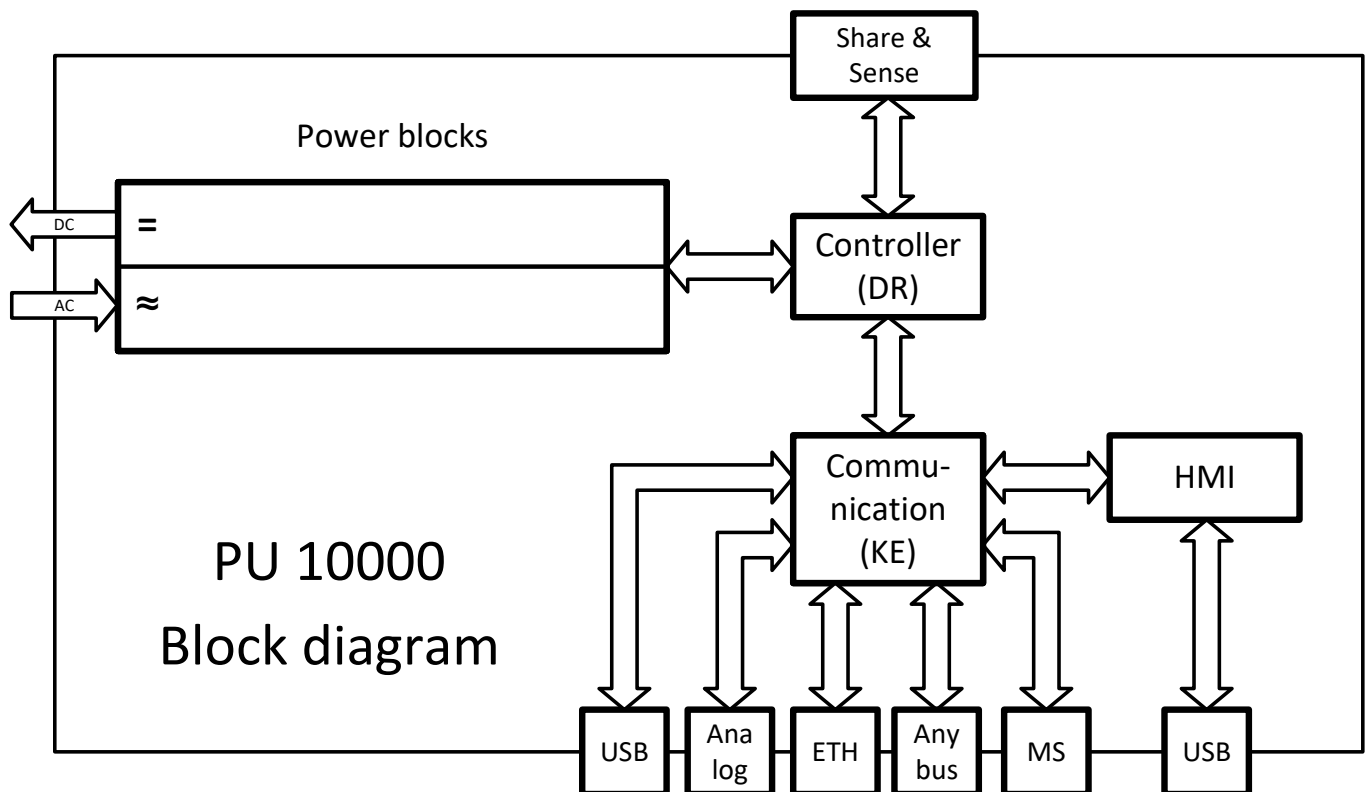 Share &
Sense
Power blocks
DC
=
Controller
(DR)
AC
≈
Commu-
nication
(KE)
HMI
PU 10000
Block diagram
USB
Ana
log
ETH
Any
bus
MS
USB